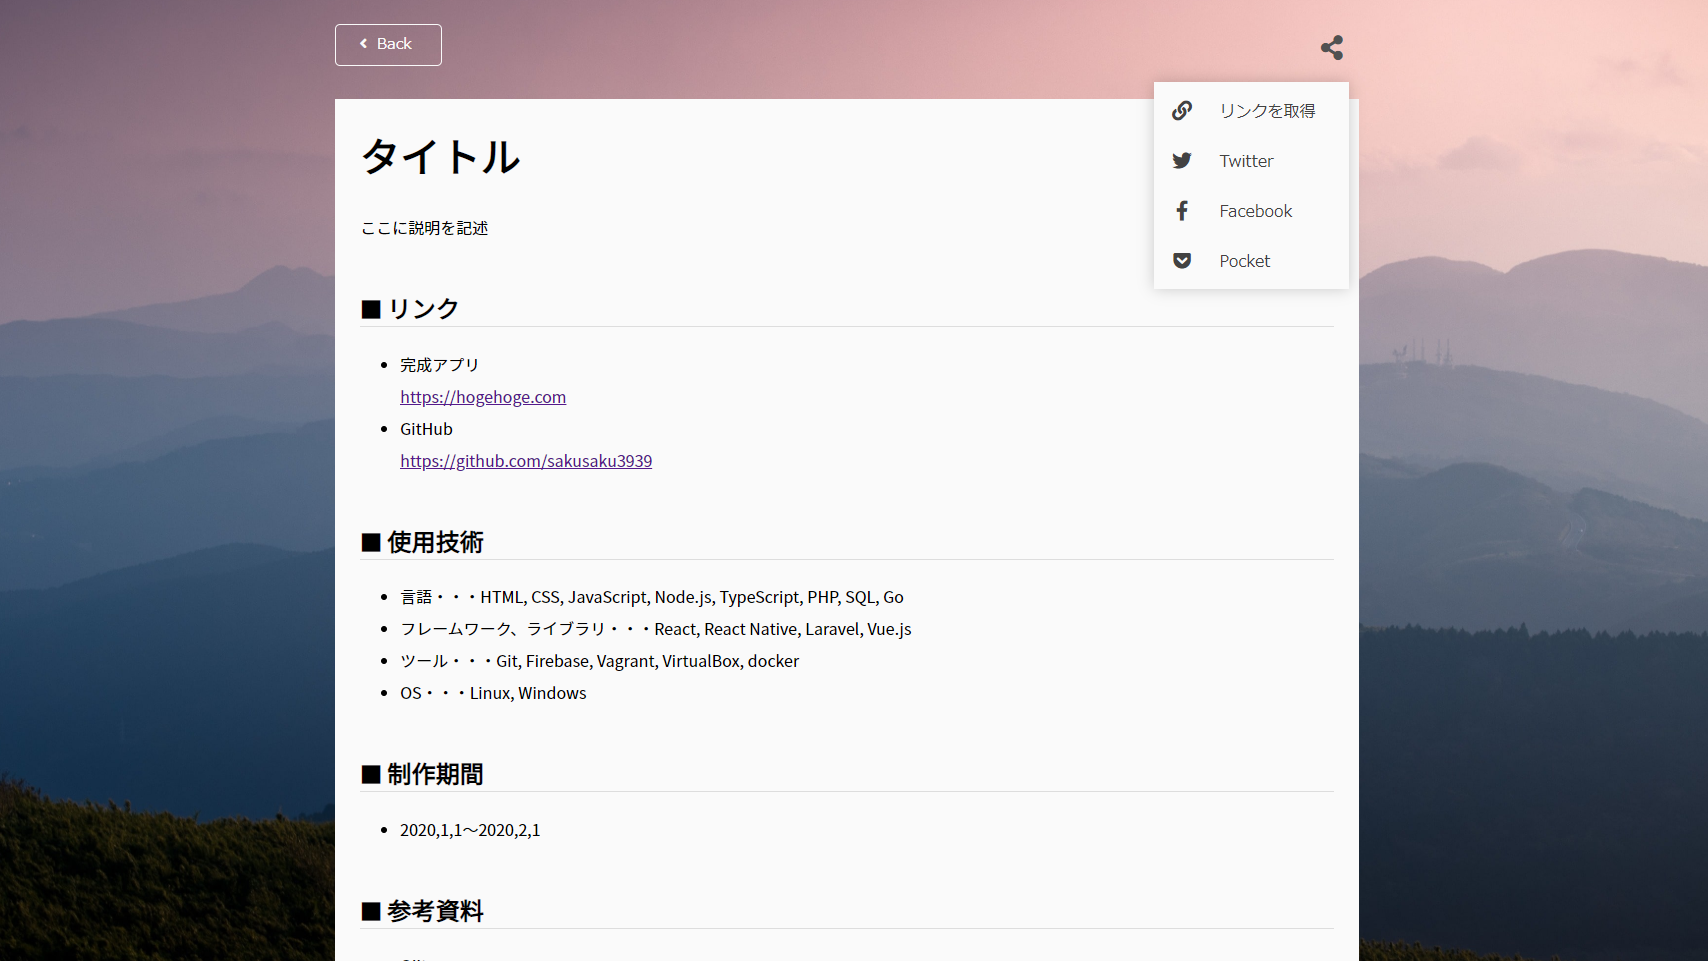 Back
リンクを取得
Twitter
Facebook
Pocket
タイトル
ここに説明を記述
■ リンク
完成アプリ
https://hogehoge.com
GitHub
https://github.com/sakusaku3939
■ 使用技術
言語・・・HTML, CSS, JavaScript, Node.js, TypeScript, PHP, SQL, Go
フレームワーク、ライブラリ・・・React, React Native, Laravel, Vue.js
ツール・・・Git, Firebase, Vagrant, VirtualBox, docker
OS・・・Linux, Windows
■ 制作期間
2020,1,1～2020,2,1
■ 参考資料